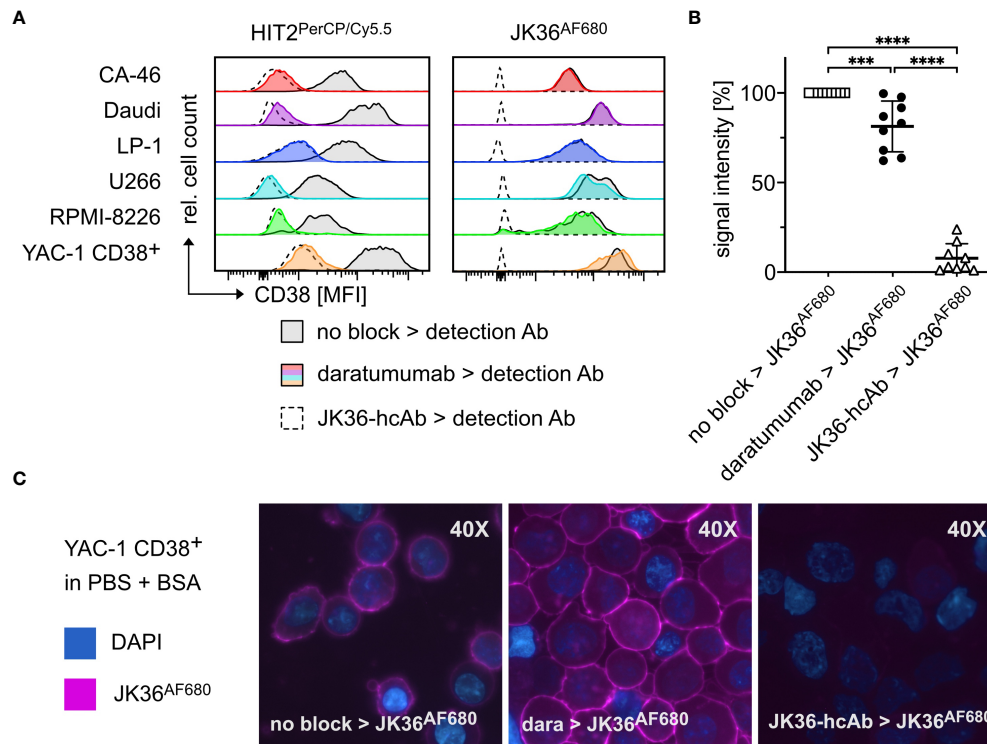 A
HIT2PerCP/Cy5.5
JK36AF680
CA-46
Daudi
LP-1
U266
RPMI-8226
YAC-1 CD38+
rel. cell count
CD38 [MFI]
no block > detection Ab
daratumumab > detection Ab
JK36-hcAb > detection Ab
B
****
*** ****
signal intensity [%]
100
50
0
no block > JK36AF680
daratumumab > JK36AF680
JK36-hcAb > JK36AF680
C
YAC-1 CD38+
in PBS + BSA
DAPI
JK36AF680
40X
no block > JK36AF680
40X
dara > JK36AF680
40X
JK36-hcAb > JK36AF680